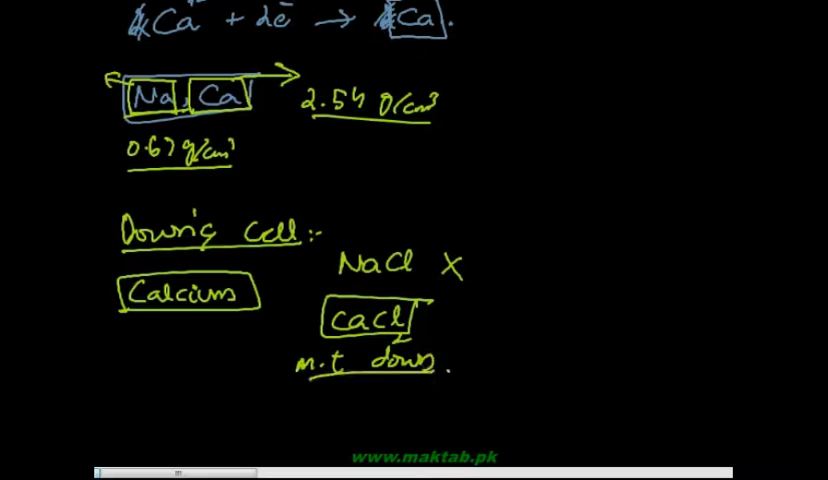 Ca + 2e → Ca.
Na, Ca
2.54 g/cm³
0.67 g/cm³
Down's Cell :-
NaCl X
Calcium
CaCl₂
m.t down.
www.maktab.pk